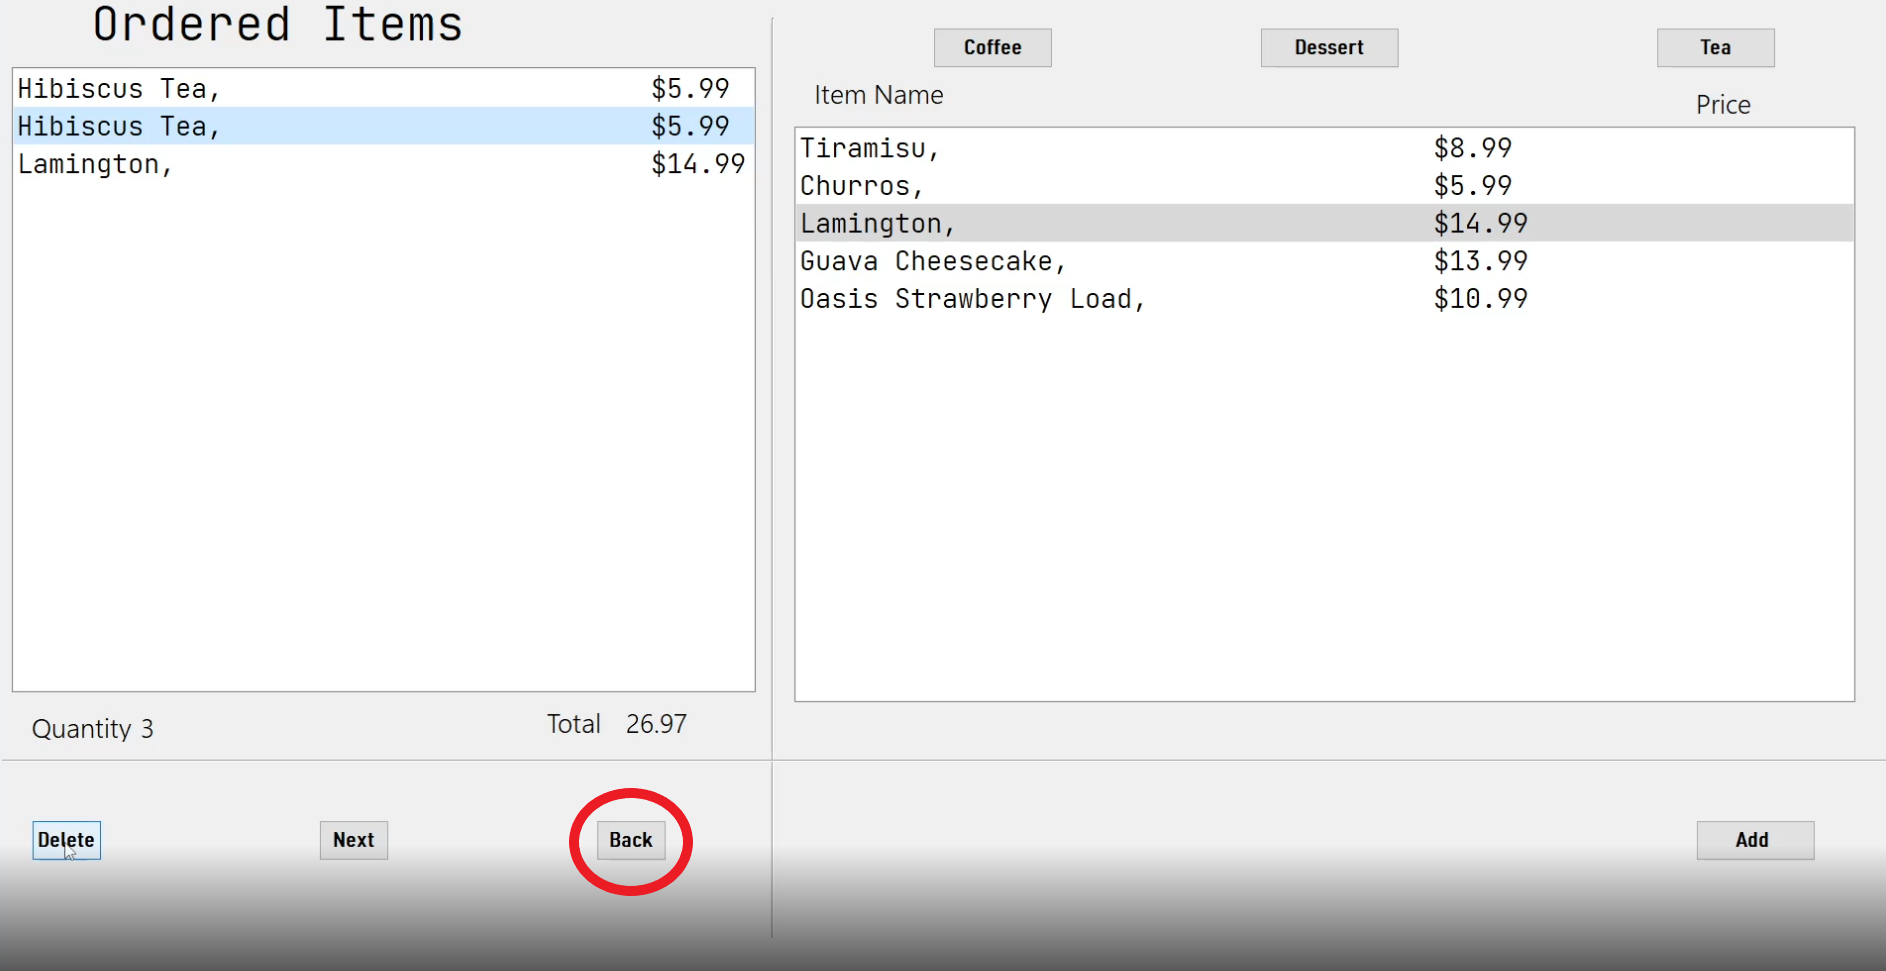 Ordered Items
Hibiscus Tea, $5.99
Hibiscus Tea, $5.99
Lamington, $14.99
Quantity 3
Total 26.97
Delete
Next
Back
Coffee
Dessert
Tea
Item Name
Price
Tiramisu, $8.99
Churros, $5.99
Lamington, $14.99
Guava Cheesecake, $13.99
Oasis Strawberry Load, $10.99
Add